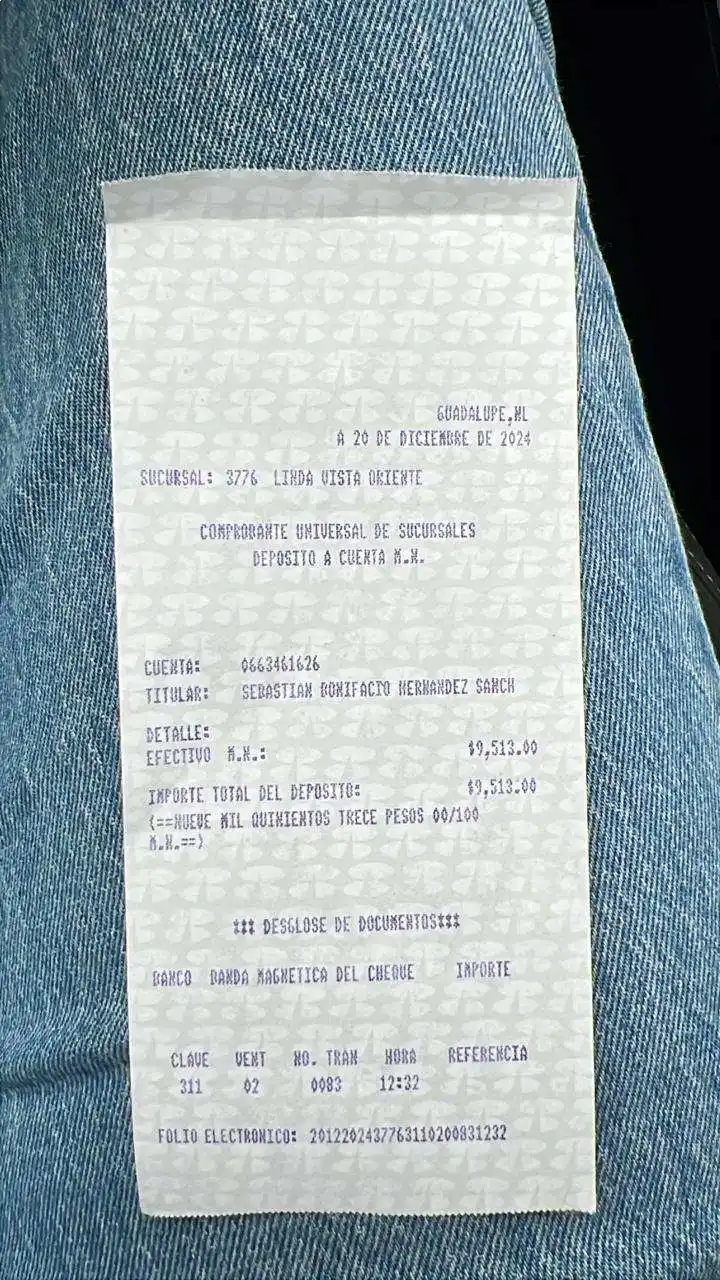 GUADALUPE,NL
A 20 DE DICIEMBRE DE 2024
SUCURSAL: 3776 LINDA VISTA ORIENTE
COMPROBANTE UNIVERSAL DE SUCURSALES
DEPOSITO A CUENTA M.N.
CUENTA: 0663461626
TITULAR: SEBASTIAN BONIFACIO HERNANDEZ SANCH
DETALLE:
EFECTIVO M.N.: $9,513.00
IMPORTE TOTAL DEL DEPOSITO: $9,513.00
(==NUEVE MIL QUINIENTOS TRECE PESOS 00/100
M.N.==)
*** DESGLOSE DE DOCUMENTOS***
BANCO BANDA MAGNETICA DEL CHEQUE IMPORTE
CLAVE VENT NO. TRAN HORA REFERENCIA
311 02 0083 12:32
FOLIO ELECTRONICO: 2012202437763110200831232